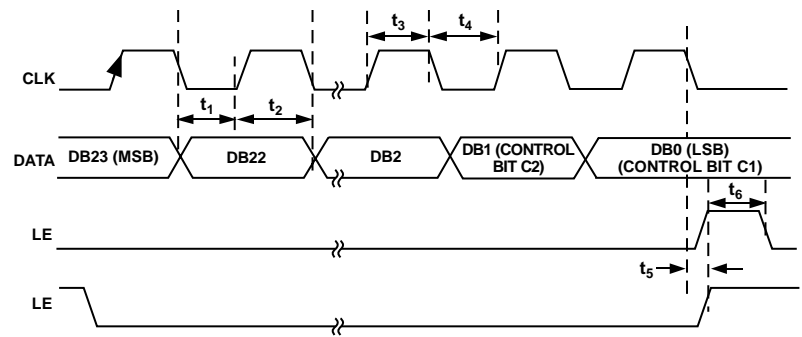 t3
t4
CLK
t1
t2
DATA
DB23 (MSB)
DB22
DB2
DB1 (CONTROL
BIT C2)
DB0 (LSB)
(CONTROL BIT C1)
t6
LE
t5
LE